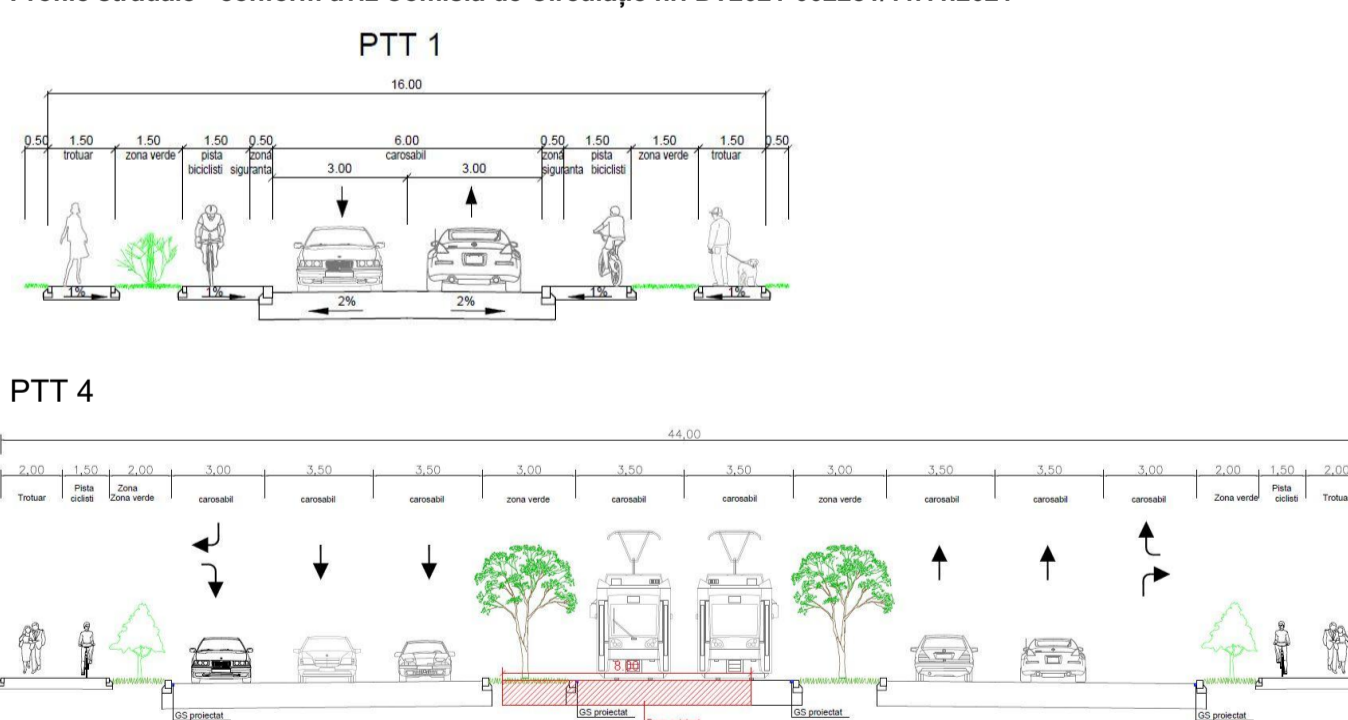 PTT 1
16.00
0.50 1.50 1.50 1.50 0.50 6.00 0.50 1.50 1.50 1.50 0.50
trotuar zona verde pista biciclisti zona siguranta carosabil zona siguranta pista biciclisti zona verde trotuar
3.00 3.00
1% 1% 2% 2% 1% 1%
PTT 4
44,00
2,00 1,50 2,00 3,00 3,50 3,50 3,00 3,50 3,50 3,00 3,50 3,50 3,00 2,00 1,50 2,00
Trotuar Pista ciclisti Zona Zona verde carosabil carosabil carosabil zona verde carosabil carosabil zona verde carosabil carosabil carosabil Zona verde Pista ciclisti Trotua
8
GS proiectat GS proiectat GS proiectat GS proiectat